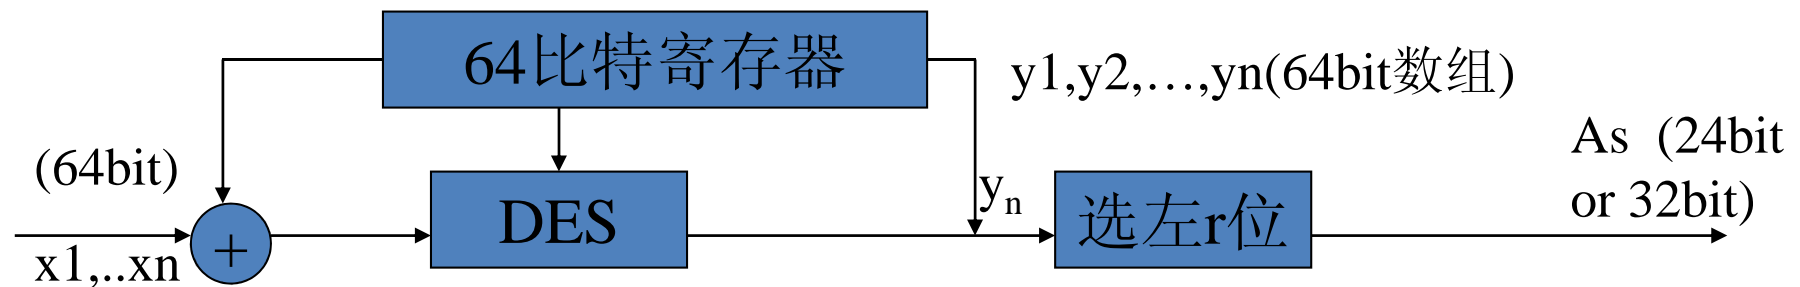 64比特寄存器
y1,y2,…,yn(64bit数组)
As (24bit
or 32bit)
(64bit)
x1,..xn
+
DES
yn
选左r位